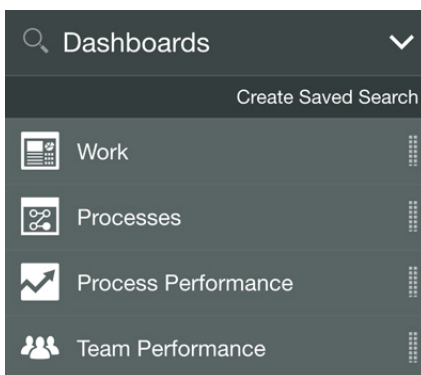 Dashboards
Create Saved Search
Work
Processes
Process Performance
Team Performance